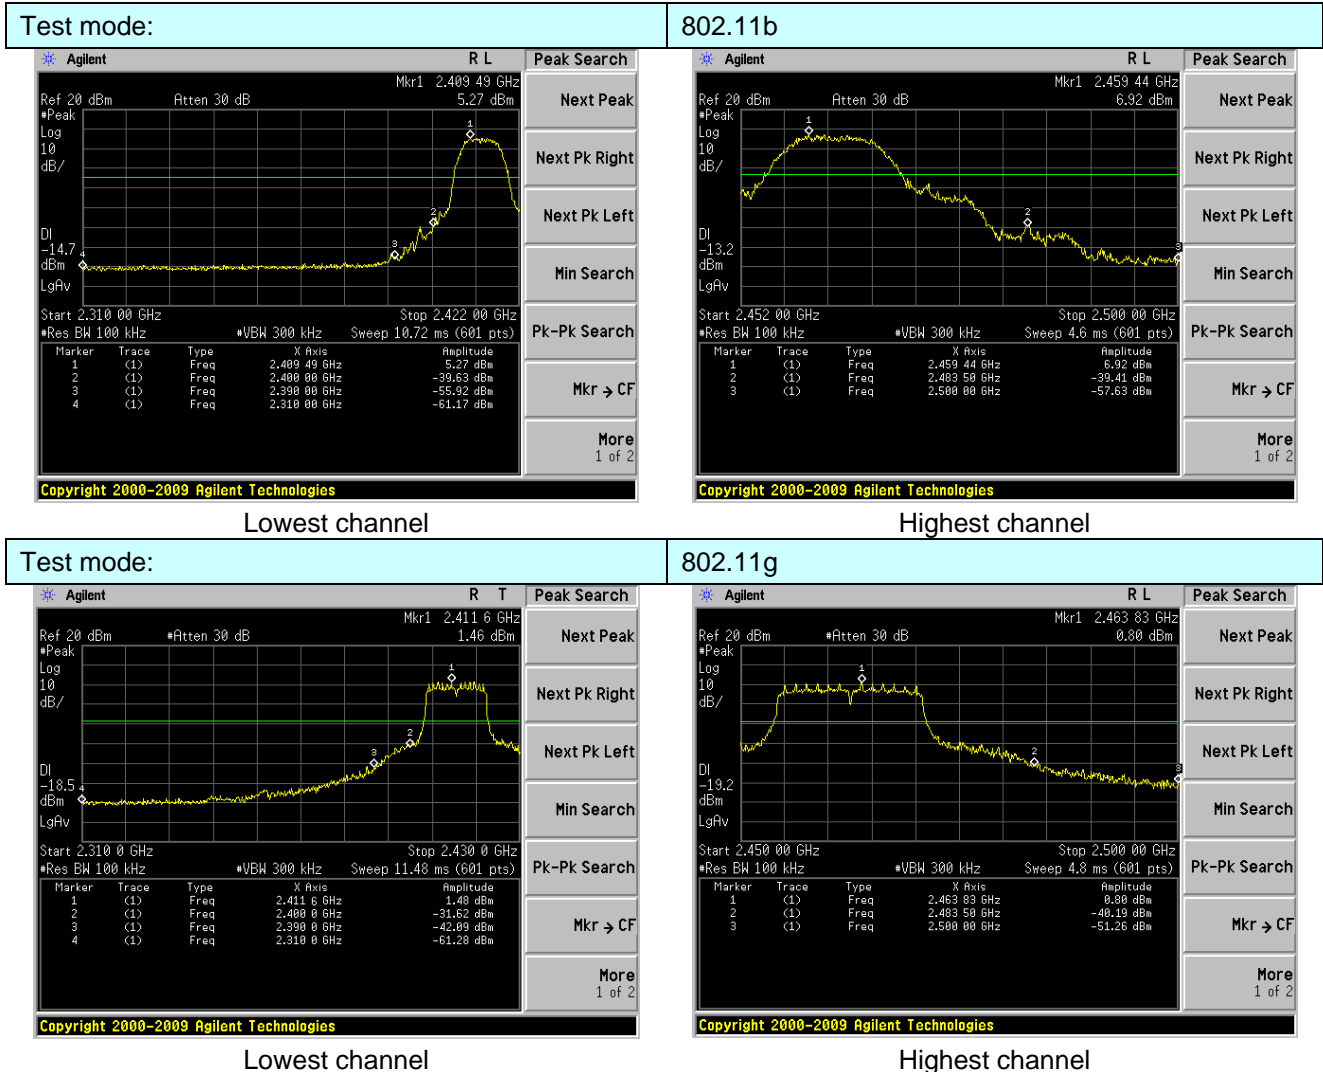 Test mode: 802.11b
Agilent R L Peak Search
Mkr1 2.409 49 GHz
Ref 20 dBm Atten 30 dB 5.27 dBm
#Peak
Log
10
dB/
1
2
3
4
DI
-14.7
dBm
LgAv
Start 2.310 00 GHz Stop 2.422 00 GHz
#Res BW 100 kHz #VBW 300 kHz Sweep 10.72 ms (601 pts)
Marker Trace Type X Axis Amplitude
1 (1) Freq 2.409 49 GHz 5.27 dBm
2 (1) Freq 2.400 00 GHz -39.63 dBm
3 (1) Freq 2.390 00 GHz -55.92 dBm
4 (1) Freq 2.310 00 GHz -61.17 dBm
Next Peak
Next Pk Right
Next Pk Left
Min Search
Pk-Pk Search
Mkr → CF
More
1 of 2
Copyright 2000-2009 Agilent Technologies
Lowest channel
Agilent R L Peak Search
Mkr1 2.459 44 GHz
Ref 20 dBm Atten 30 dB 6.92 dBm
#Peak
Log
10
dB/
1
2
3
DI
-13.2
dBm
LgAv
Start 2.452 00 GHz Stop 2.500 00 GHz
#Res BW 100 kHz #VBW 300 kHz Sweep 4.6 ms (601 pts)
Marker Trace Type X Axis Amplitude
1 (1) Freq 2.459 44 GHz 6.92 dBm
2 (1) Freq 2.483 50 GHz -39.41 dBm
3 (1) Freq 2.500 00 GHz -57.63 dBm
Next Peak
Next Pk Right
Next Pk Left
Min Search
Pk-Pk Search
Mkr → CF
More
1 of 2
Copyright 2000-2009 Agilent Technologies
Highest channel
Test mode: 802.11g
Agilent R T Peak Search
Mkr1 2.411 6 GHz
Ref 20 dBm #Atten 30 dB 1.46 dBm
#Peak
Log
10
dB/
1
2
3
4
DI
-18.5
dBm
LgAv
Start 2.310 0 GHz Stop 2.430 0 GHz
#Res BW 100 kHz #VBW 300 kHz Sweep 11.48 ms (601 pts)
Marker Trace Type X Axis Amplitude
1 (1) Freq 2.411 6 GHz 1.48 dBm
2 (1) Freq 2.400 0 GHz -31.62 dBm
3 (1) Freq 2.390 0 GHz -42.09 dBm
4 (1) Freq 2.310 0 GHz -61.28 dBm
Next Peak
Next Pk Right
Next Pk Left
Min Search
Pk-Pk Search
Mkr → CF
More
1 of 2
Copyright 2000-2009 Agilent Technologies
Lowest channel
Agilent R L Peak Search
Mkr1 2.463 83 GHz
Ref 20 dBm #Atten 30 dB 0.80 dBm
#Peak
Log
10
dB/
1
2
3
DI
-19.2
dBm
LgAv
Start 2.450 00 GHz Stop 2.500 00 GHz
#Res BW 100 kHz #VBW 300 kHz Sweep 4.8 ms (601 pts)
Marker Trace Type X Axis Amplitude
1 (1) Freq 2.463 83 GHz 0.80 dBm
2 (1) Freq 2.483 50 GHz -40.19 dBm
3 (1) Freq 2.500 00 GHz -51.26 dBm
Next Peak
Next Pk Right
Next Pk Left
Min Search
Pk-Pk Search
Mkr → CF
More
1 of 2
Copyright 2000-2009 Agilent Technologies
Highest channel